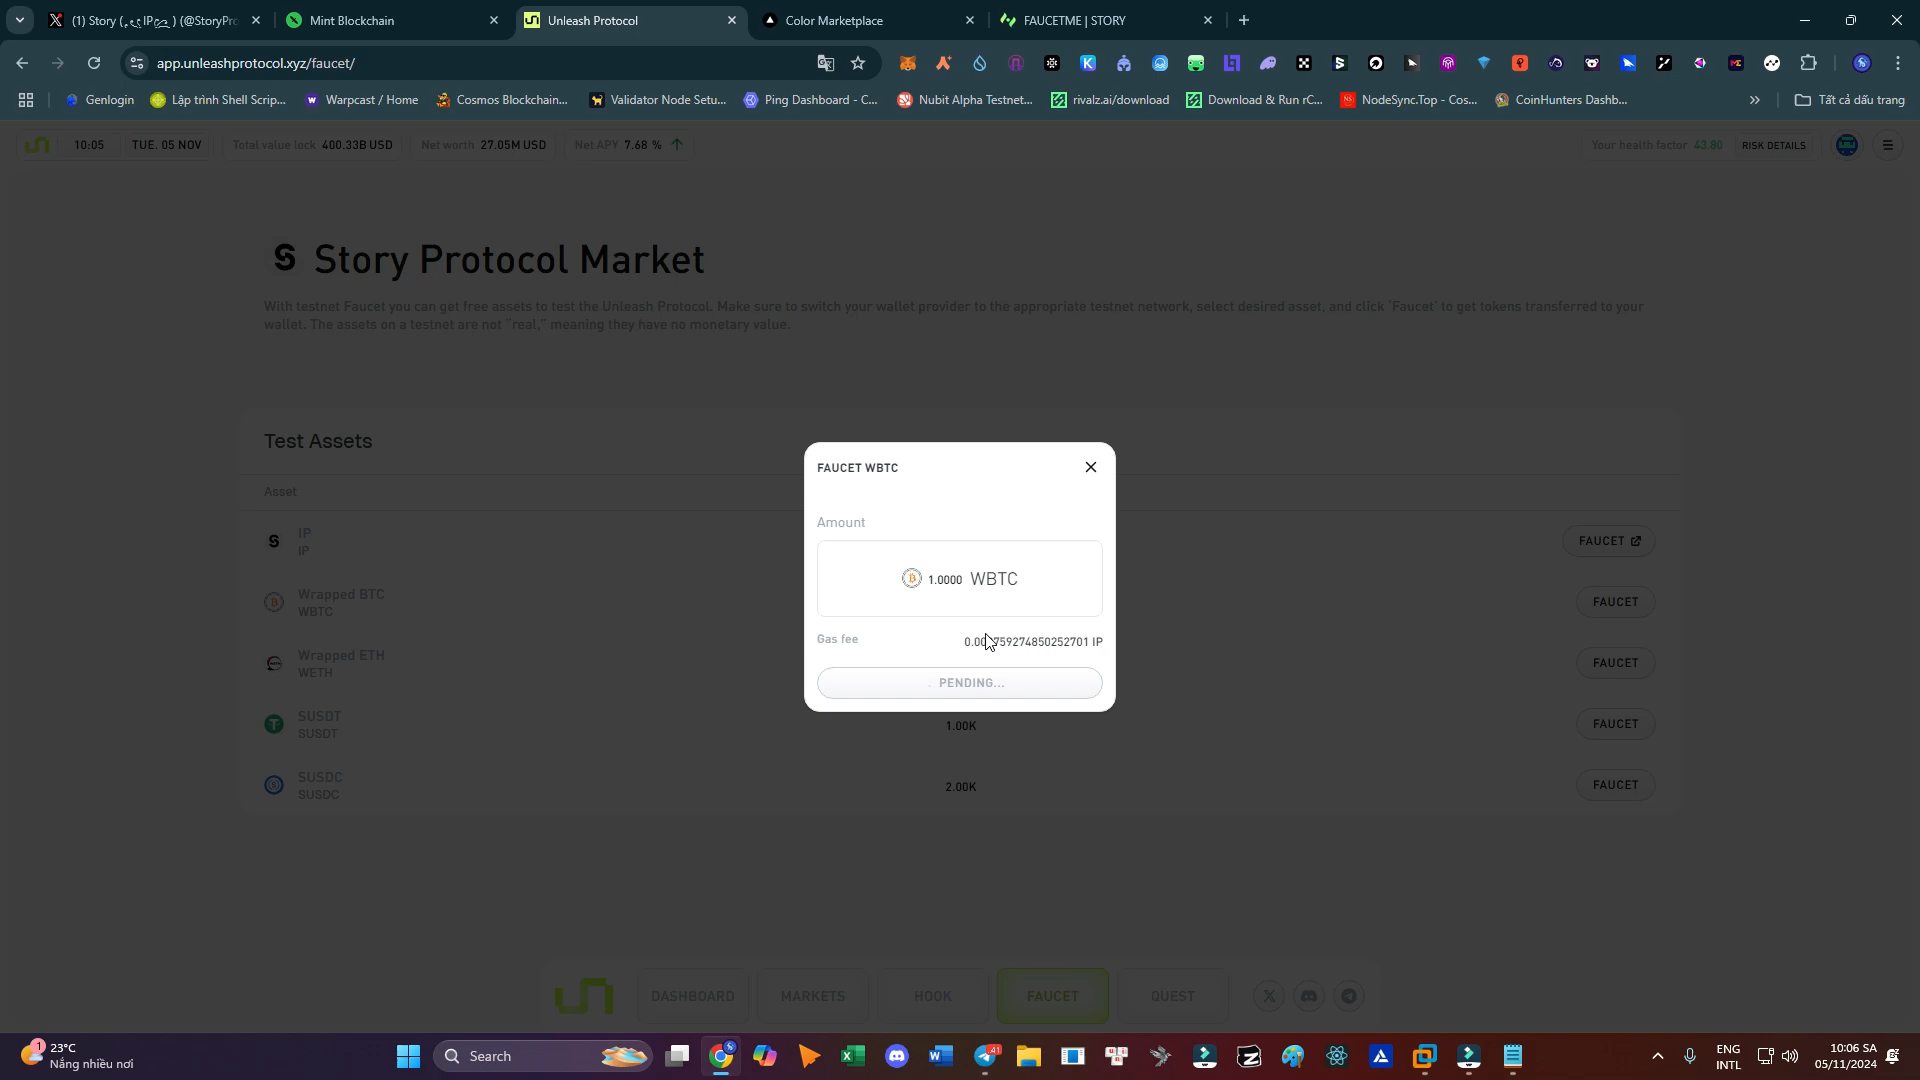 (1) Story (
IP
) (@StoryPro
Mint Blockchain
Unleash Protocol
Color Marketplace
FAUCETME | STORY
app.unleashprotocol.xyz/faucet/
Genlogin
Lập trình Shell Scrip...
Warpcast / Home
Cosmos Blockchain...
Validator Node Setu...
Ping Dashboard - C...
Nubit Alpha Testnet...
rivalz.ai/download
Download & Run rC...
NodeSync.Top - Cos...
CoinHunters Dashb...
Tất cả dấu trang
10:05
TUE. 05 NOV
Total value lock 400.33B USD
Net worth 27.05M USD
Net APY 7.68 %
Your health factor 43.80
RISK DETAILS
Story Protocol Market
With testnet Faucet you can get free assets to test the Unleash Protocol. Make sure to switch your wallet provider to the appropriate testnet network, select desired asset, and click 'Faucet' to get tokens transferred to your
wallet. The assets on a testnet are not "real," meaning they have no monetary value.
Test Assets
Asset
IP
IP
FAUCET
Wrapped BTC
WBTC
FAUCET
Wrapped ETH
WETH
FAUCET
SUSDT
SUSDT
1.00K
FAUCET
SUSDC
SUSDC
2.00K
FAUCET
FAUCET WBTC
Amount
1.0000 WBTC
Gas fee
759274850252701 IP
PENDING...
DASHBOARD
MARKETS
HOOK
FAUCET
QUEST
1
23°C
Nắng nhiều nơi
Search
41
ENG
INTL
10:06 SA
05/11/2024